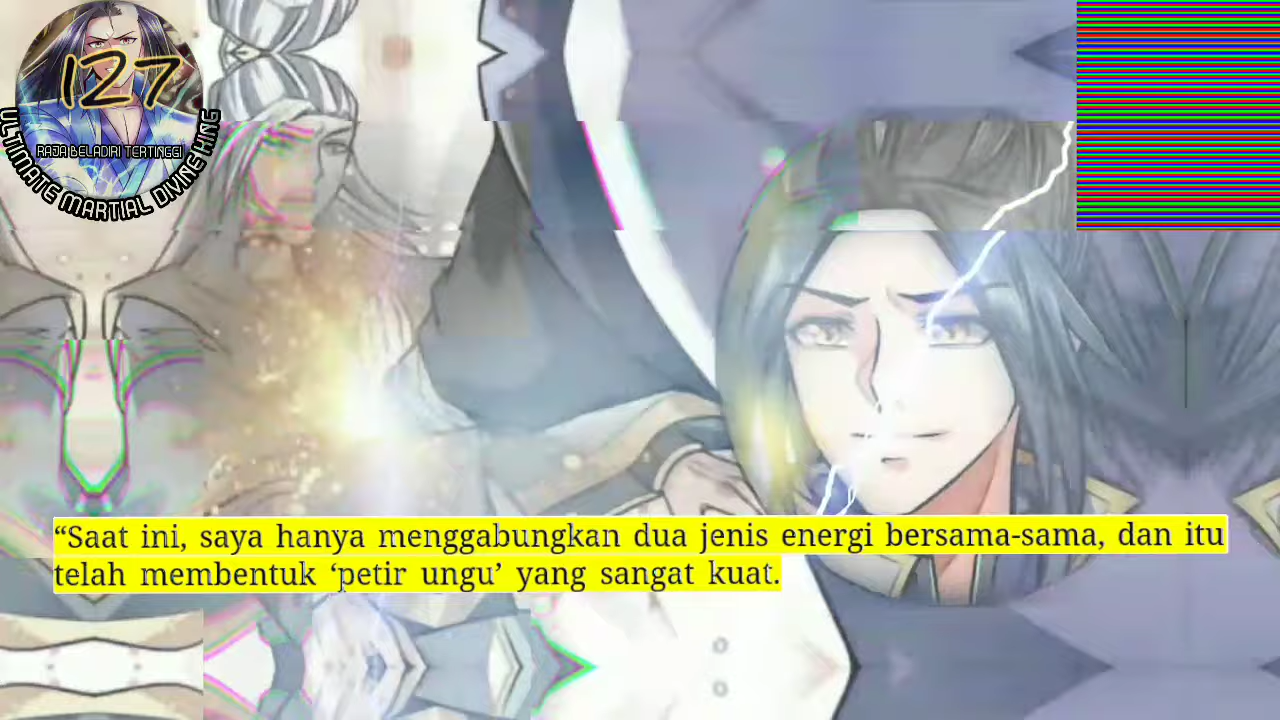 127
RAJA BELADIRI TERTINGGI
ULTIMATE MARTIAL DIVINE KING
“Saat ini, saya hanya menggabungkan dua jenis energi bersama-sama, dan itu
telah membentuk ‘petir ungu’ yang sangat kuat.